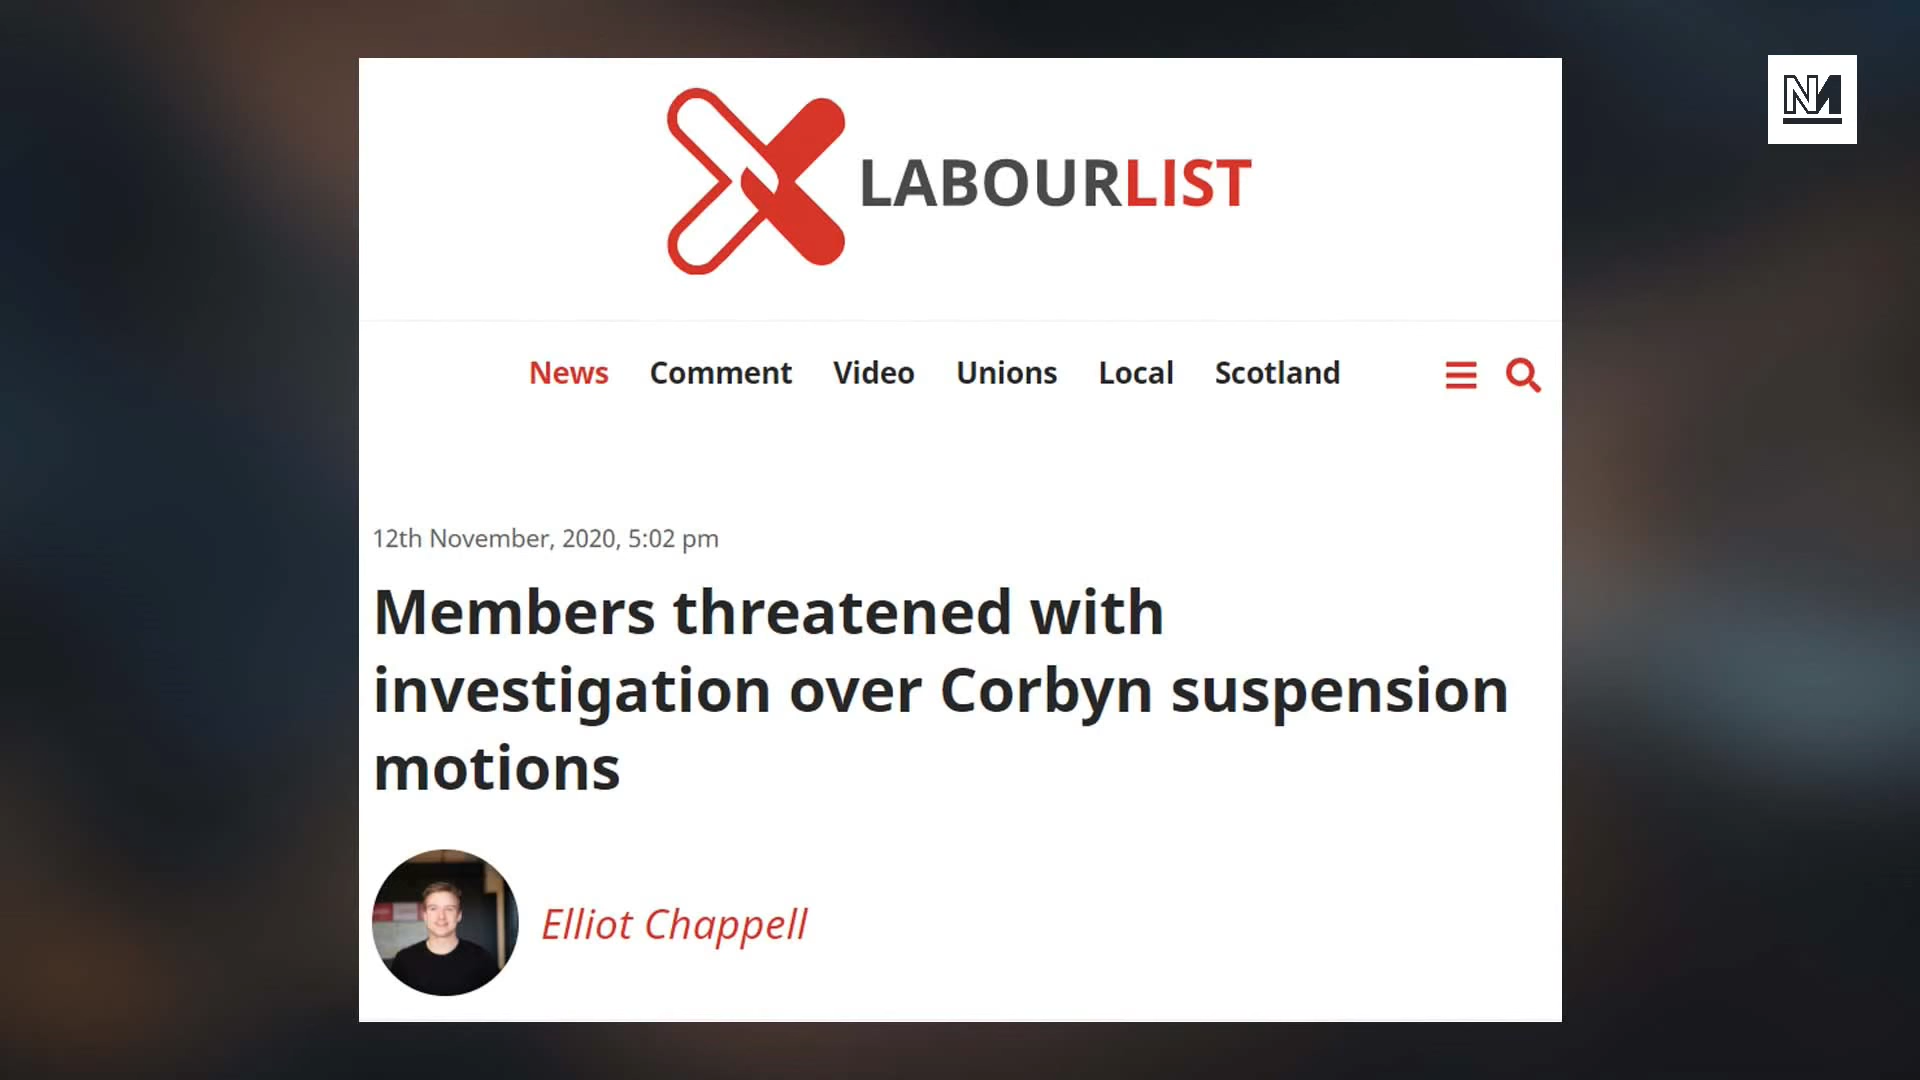 NM
LABOURLIST
News Comment Video Unions Local Scotland
12th November, 2020, 5:02 pm
Members threatened with
investigation over Corbyn suspension
motions
Elliot Chappell